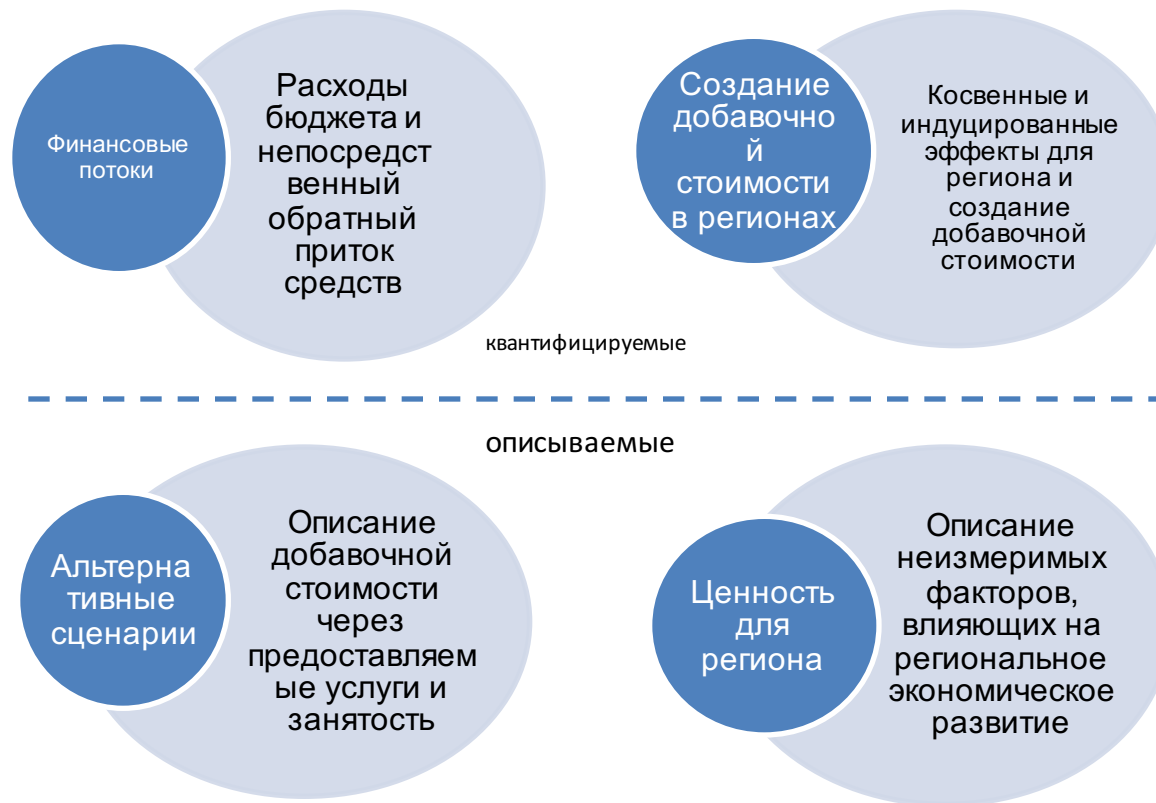 Финансовые
потоки
Расходы
бюджета и
непосредст
венный
обратный
приток
средств
Создание
добавочно
й
стоимости
в регионах
Косвенные и
индуцированные
эффекты для
региона и
создание
добавочной
стоимости
квантифицируемые
описываемые
Альтерна
тивные
сценарии
Описание
добавочной
стоимости
через
предоставляем
ые услуги и
занятость
Ценность
для
региона
Описание
неизмеримых
факторов,
влияющих на
региональное
экономическое
развитие